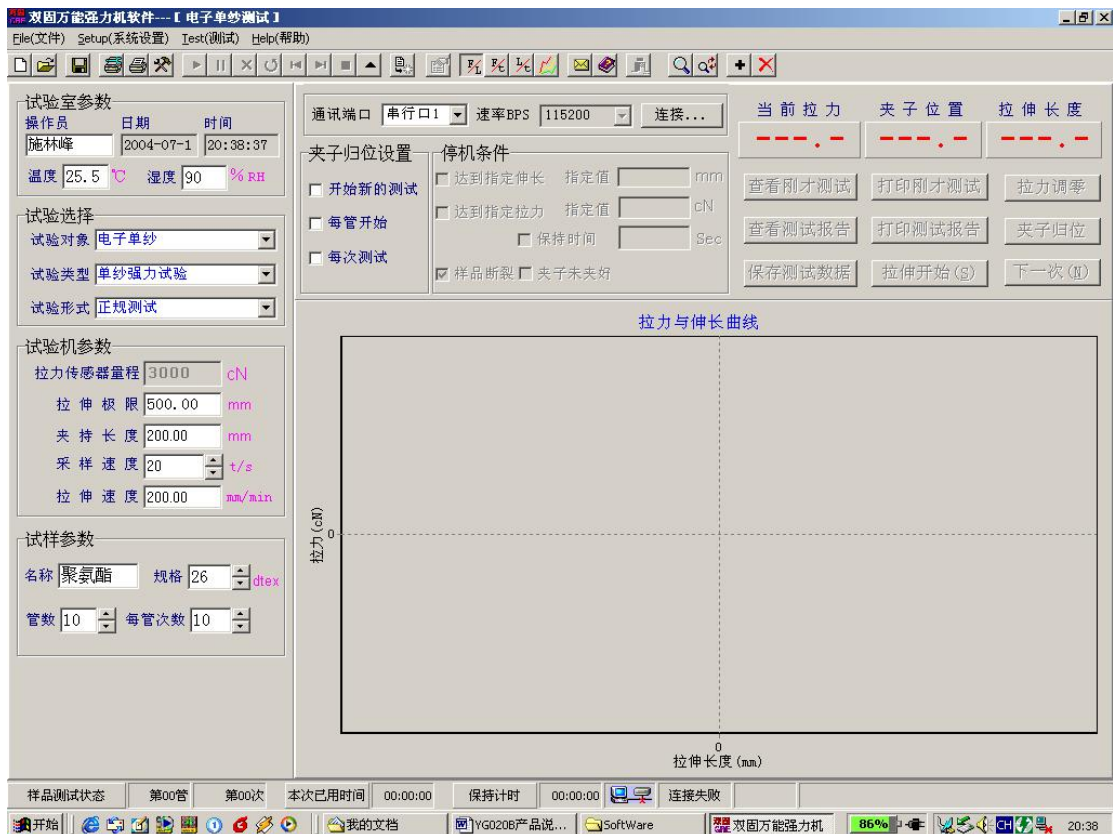 双固万能强力机软件---[ 电子单纱测试 ]
File(文件) Setup(系统设置) Test(测试) Help(帮助)
试验室参数
操作员 日期 时间
施林峰 2004-07-1 20:38:37
温度 25.5 ℃ 湿度 90 % RH
试验选择
试验对象 电子单纱
试验类型 单纱强力试验
试验形式 正规测试
试验机参数
拉力传感器量程 3000 cN
拉伸极限 500.00 mm
夹持长度 200.00 mm
采样速度 20 t/s
拉伸速度 200.00 mm/min
试样参数
名称 聚氨酯 规格 26 dtex
管数 10 每管次数 10
通讯端口 串行口1 速率BPS 115200 连接...
夹子归位设置
开始新的测试
每管开始
每次测试
停机条件
达到指定伸长 指定值 mm
达到指定拉力 指定值 cN
保持时间 Sec
样品断裂 夹子未夹好
当前拉力 夹子位置 拉伸长度
---.- ---.- ---.-
查看刚才测试 打印刚才测试 拉力调零
查看测试报告 打印测试报告 夹子归位
保存测试数据 拉伸开始(S) 下一次(N)
拉力与伸长曲线
拉力(cN)
0
0
拉伸长度(mm)
样品测试状态 第00管 第00次 本次已用时间 00:00:00 保持计时 00:00:00 连接失败
开始 我的文档 YG020B产品说... SoftWare 双固万能强力机 86% CH 20:38